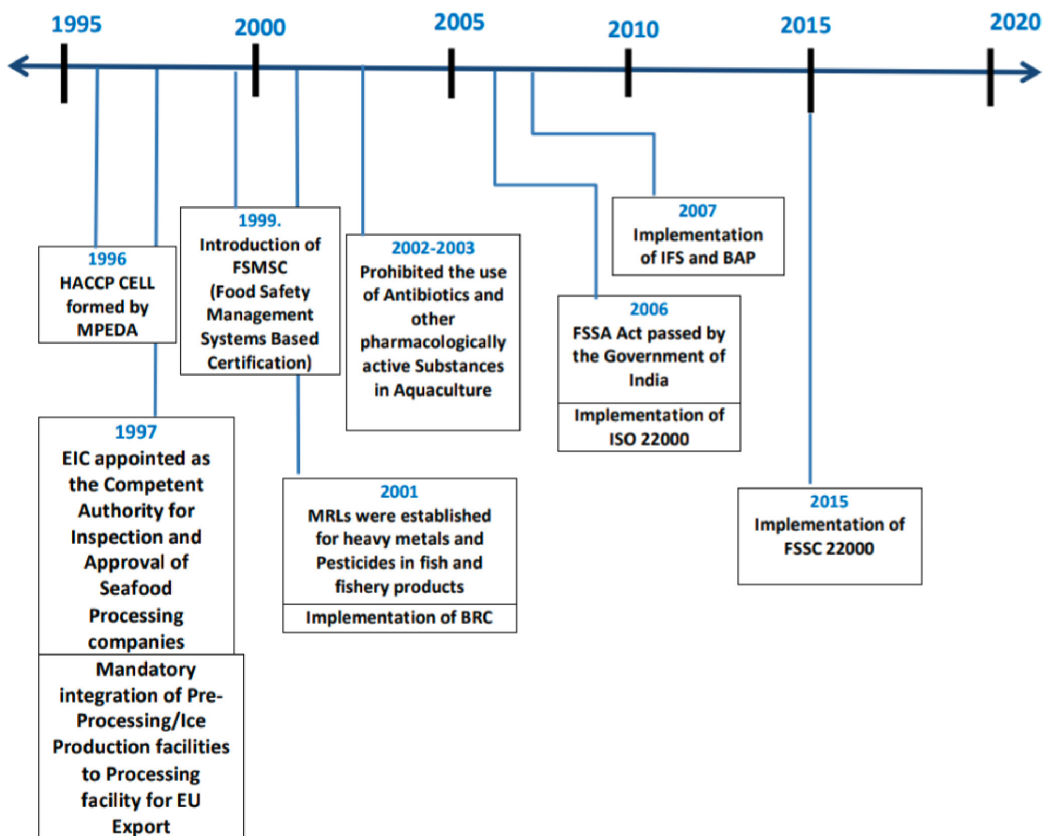 1995
2000
2005
2010
2015
2020
1996
HACCP CELL
formed by
MPEDA
1997
EIC appointed as
the Competent
Authority for
Inspection and
Approval of
Seafood
Processing
companies
Mandatory
integration of Pre-
Processing/Ice
Production facilities
to Processing
facility for EU
Export
1999.
Introduction of
FSMSC
(Food Safety
Management
Systems Based
Certification)
2001
MRLs were established
for heavy metals and
Pesticides in fish and
fishery products
Implementation of BRC
2002-2003
Prohibited the use
of Antibiotics and
other
pharmacologically
active Substances
in Aquaculture
2006
FSSA Act passed by
the Government of
India
Implementation of
ISO 22000
2007
Implementation
of IFS and BAP
2015
Implementation of
FSSC 22000